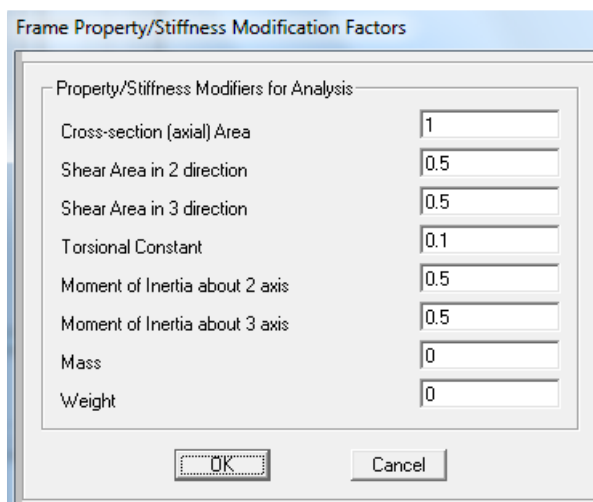 Frame Property/Stiffness Modification Factors
Property/Stiffness Modifiers for Analysis
Cross-section (axial) Area 1
Shear Area in 2 direction 0.5
Shear Area in 3 direction 0.5
Torsional Constant 0.1
Moment of Inertia about 2 axis 0.5
Moment of Inertia about 3 axis 0.5
Mass 0
Weight 0
OK Cancel